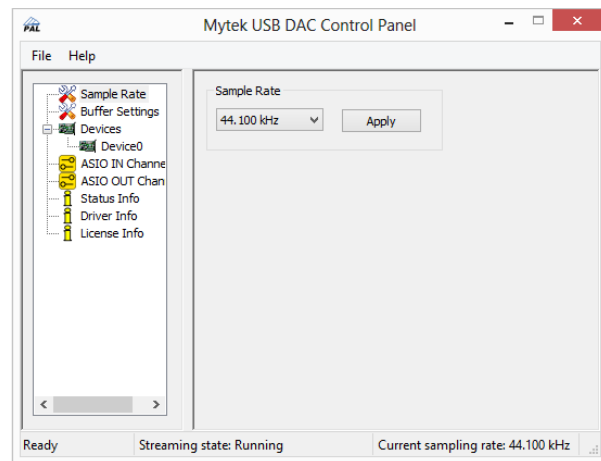 PAL
Mytek USB DAC Control Panel
File Help
Sample Rate
Buffer Settings
Devices
Device0
ASIO IN Channe
ASIO OUT Chan
Status Info
Driver Info
License Info
Sample Rate
44.100 kHz
Apply
Ready
Streaming state: Running
Current sampling rate: 44.100 kHz